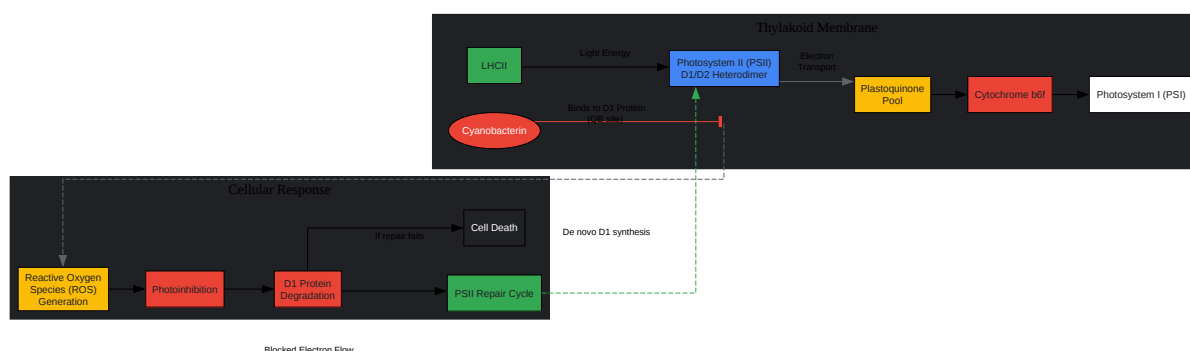 Thylakoid Membrane
LHCII
Light Energy
Photosystem II (PSII)
D1/D2 Heterodimer
Electron
Transport
Plastoquinone
Pool
Cytochrome b6f
Photosystem I (PSI)
Cyanobacterin
Binds to D1 Protein
(QB site)
Cellular Response
Cell Death
If repair fails
De novo D1 synthesis
Reactive Oxygen
Species (ROS)
Generation
Photoinhibition
D1 Protein
Degradation
PSII Repair Cycle
Blocked Electron Flow